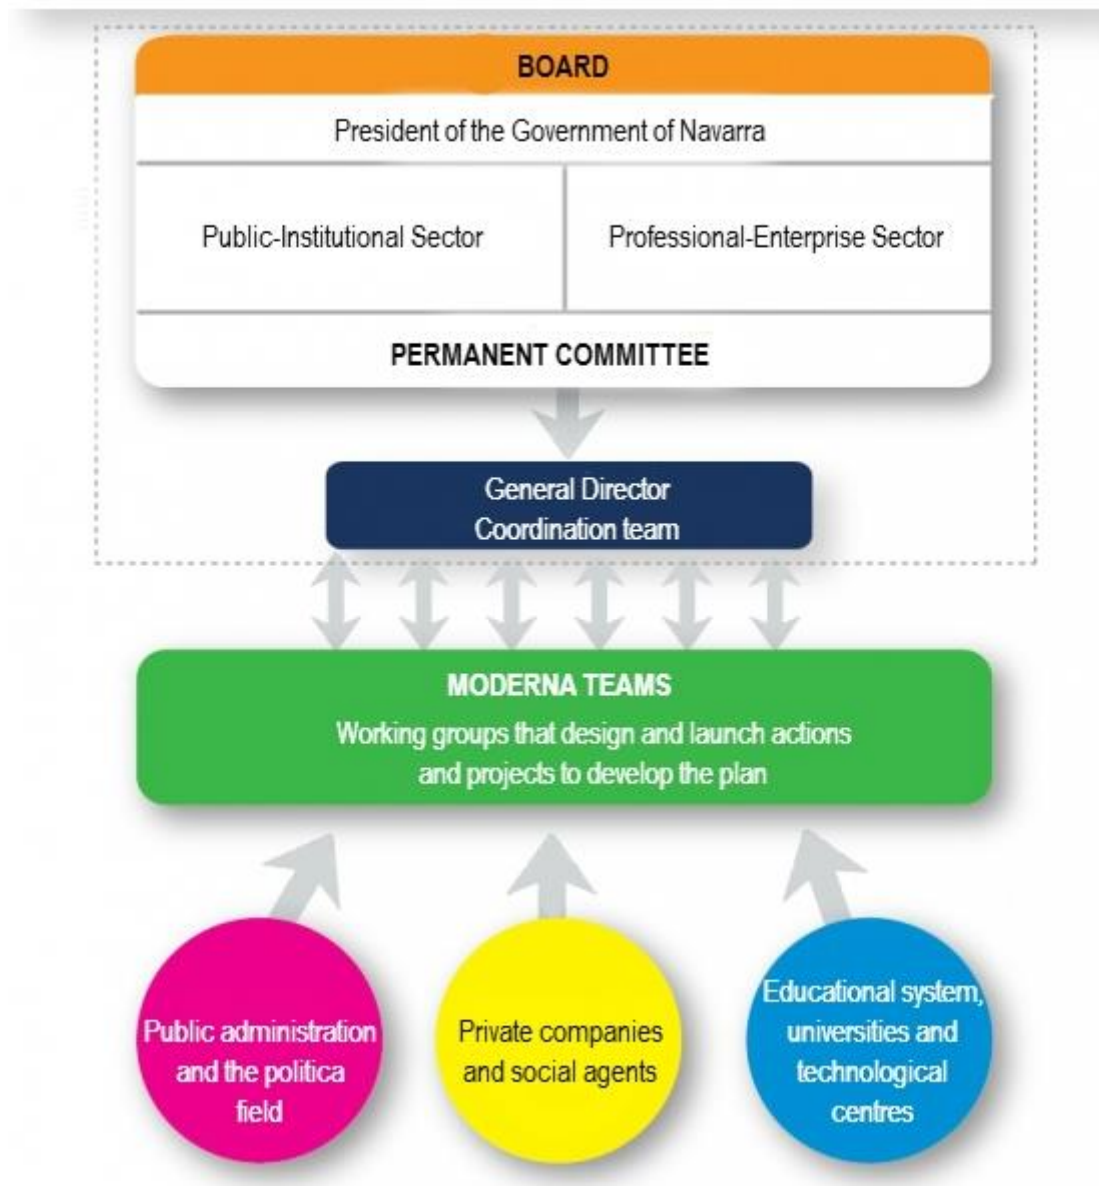 BOARD
President of the Government of Navarra
Public-Institutional Sector
Professional-Enterprise Sector
PERMANENT COMMITTEE
General Director
Coordination team
MODERNA TEAMS
Working groups that design and launch actions
and projects to develop the plan
Public administration
and the politica
field
Private companies
and social agents
Educational system,
universities and
technological
centres